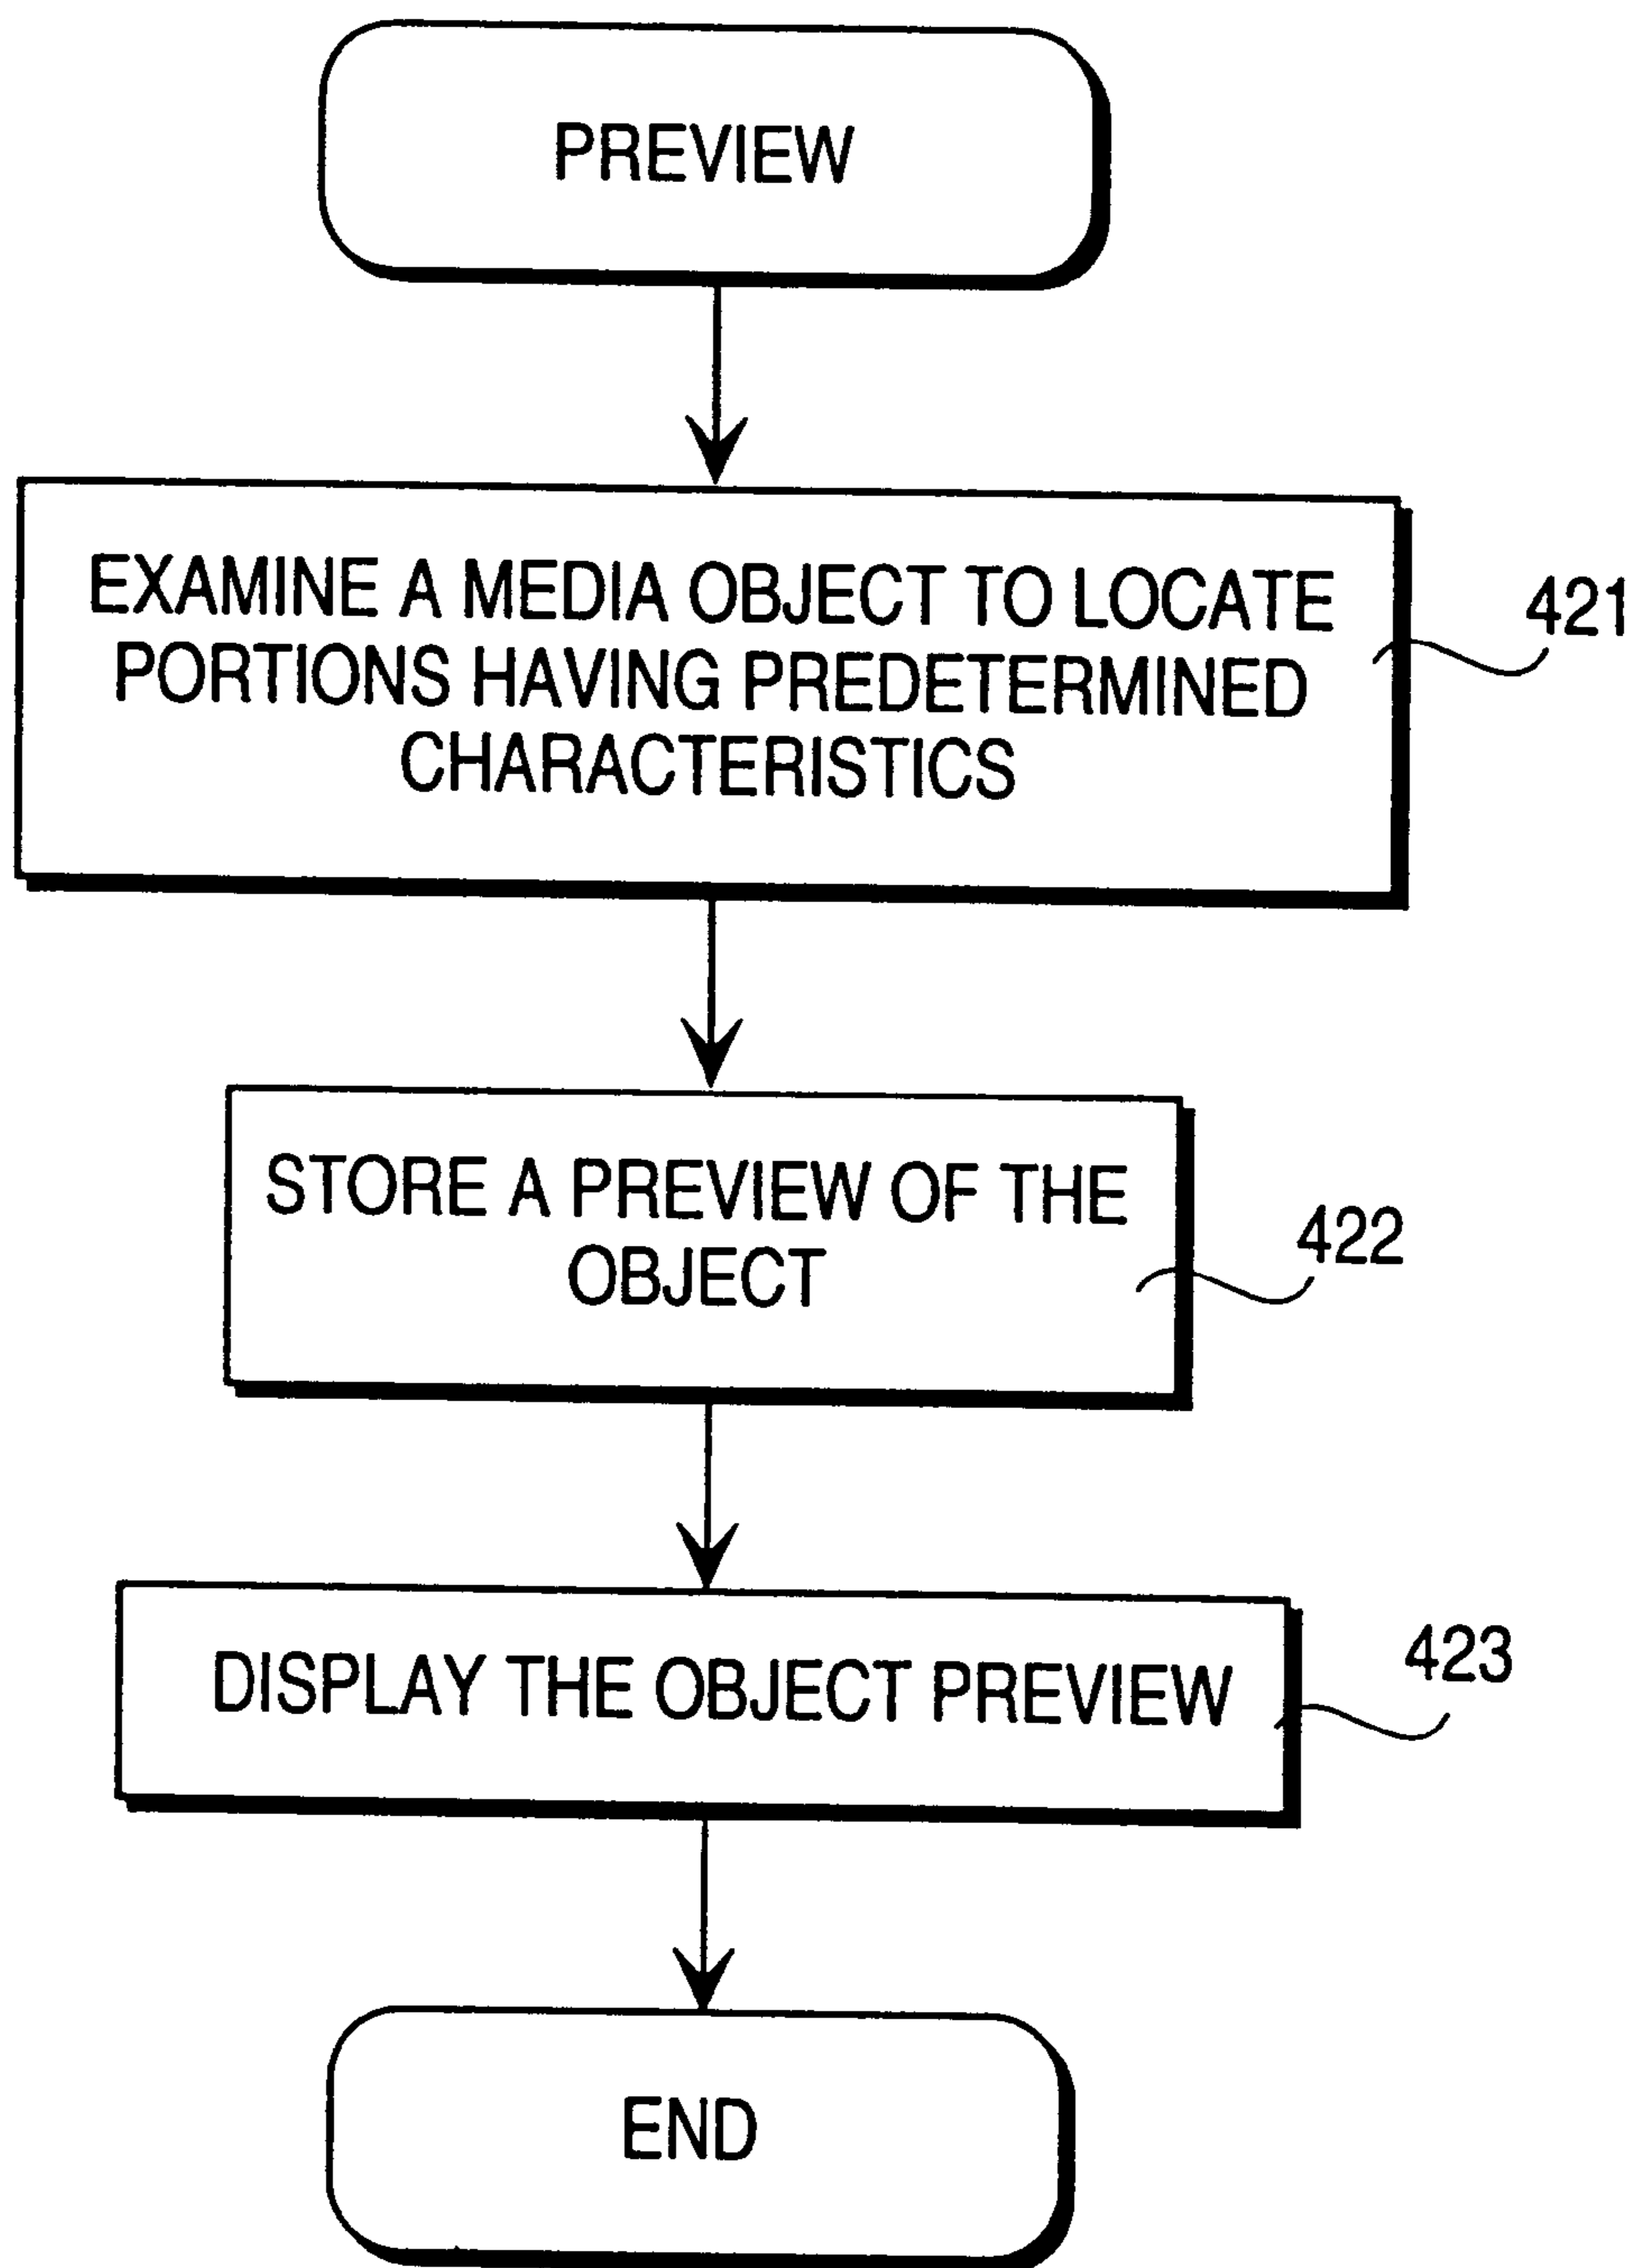 PREVIEW
EXAMINE A MEDIA OBJECT TO LOCATE
PORTIONS HAVING PREDETERMINED
CHARACTERISTICS
421
STORE A PREVIEW OF THE
OBJECT
422
DISPLAY THE OBJECT PREVIEW
423
END